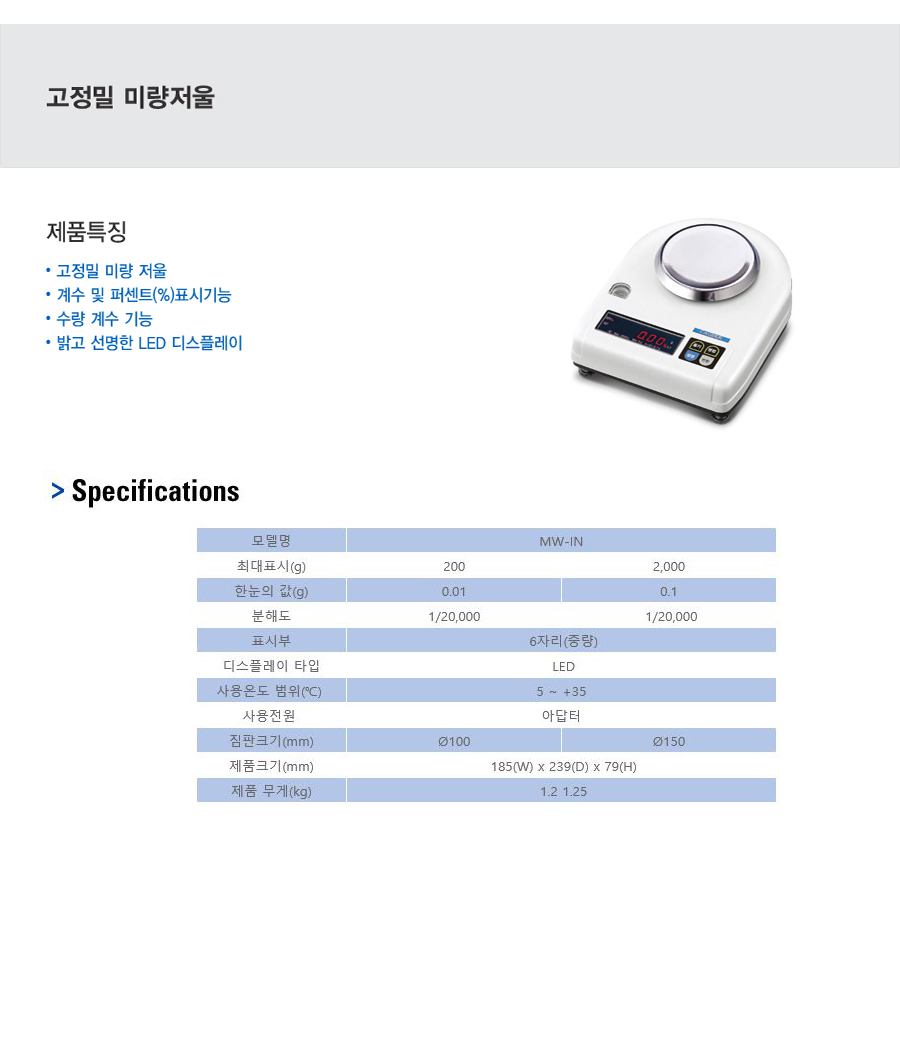 고정밀 미량저울
제품특징
• 고정밀 미량 저울
• 계수 및 퍼센트(%)표시기능
• 수량 계수 기능
• 밝고 선명한 LED 디스플레이
> Specifications
모델명 MW-IN
최대표시(g) 200 2,000
한눈의 값(g) 0.01 0.1
분해도 1/20,000 1/20,000
표시부 6자리(중량)
디스플레이 타입 LED
사용온도 범위(℃) 5 ~ +35
사용전원 아답터
짐판크기(mm) Ø100 Ø150
제품크기(mm) 185(W) x 239(D) x 79(H)
제품 무게(kg) 1.2 1.25
0.00